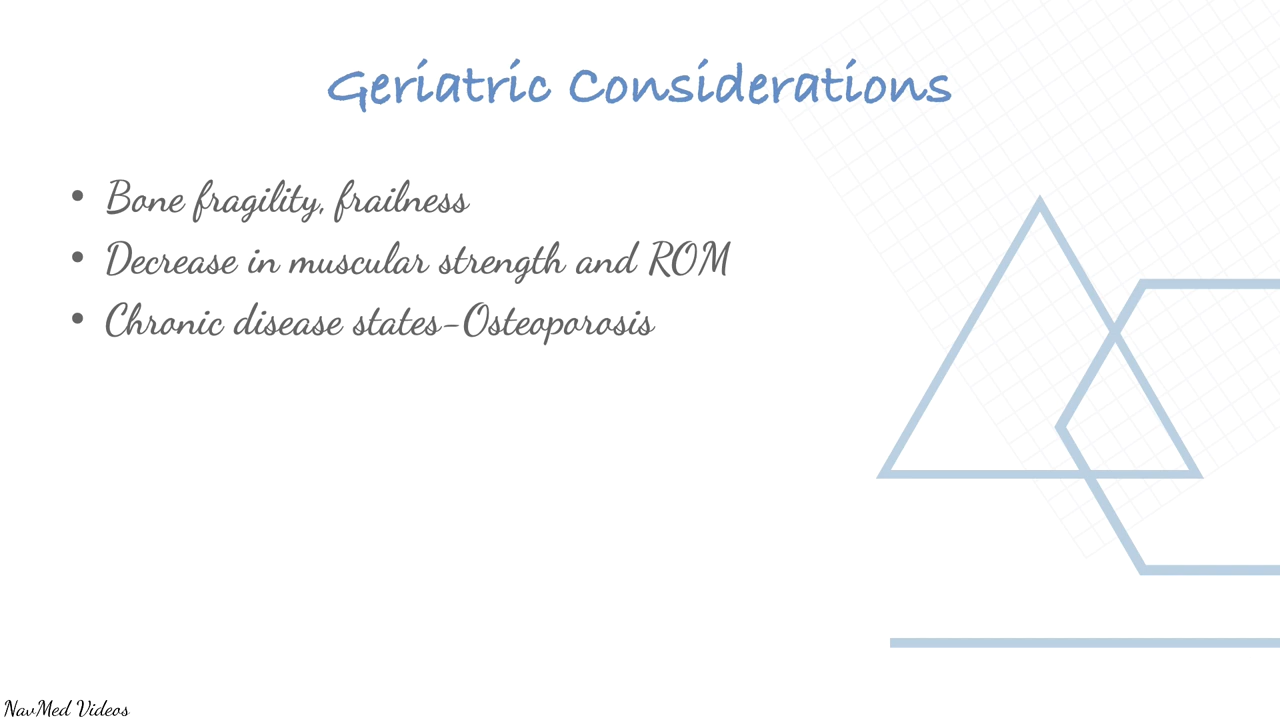 Geriatric Considerations
• Bone fragility, frailness
• Decrease in muscular strength and ROM
• Chronic disease states-Osteoporosis
NavMed Videos